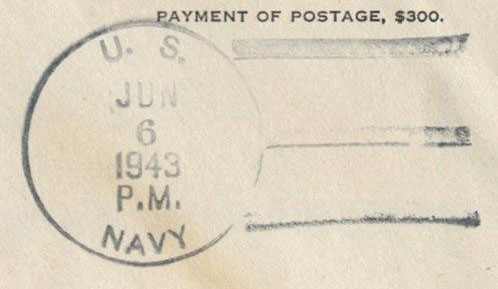 PAYMENT OF POSTAGE, $300.
U. S.
JUN
6
1943
P.M.
NAVY